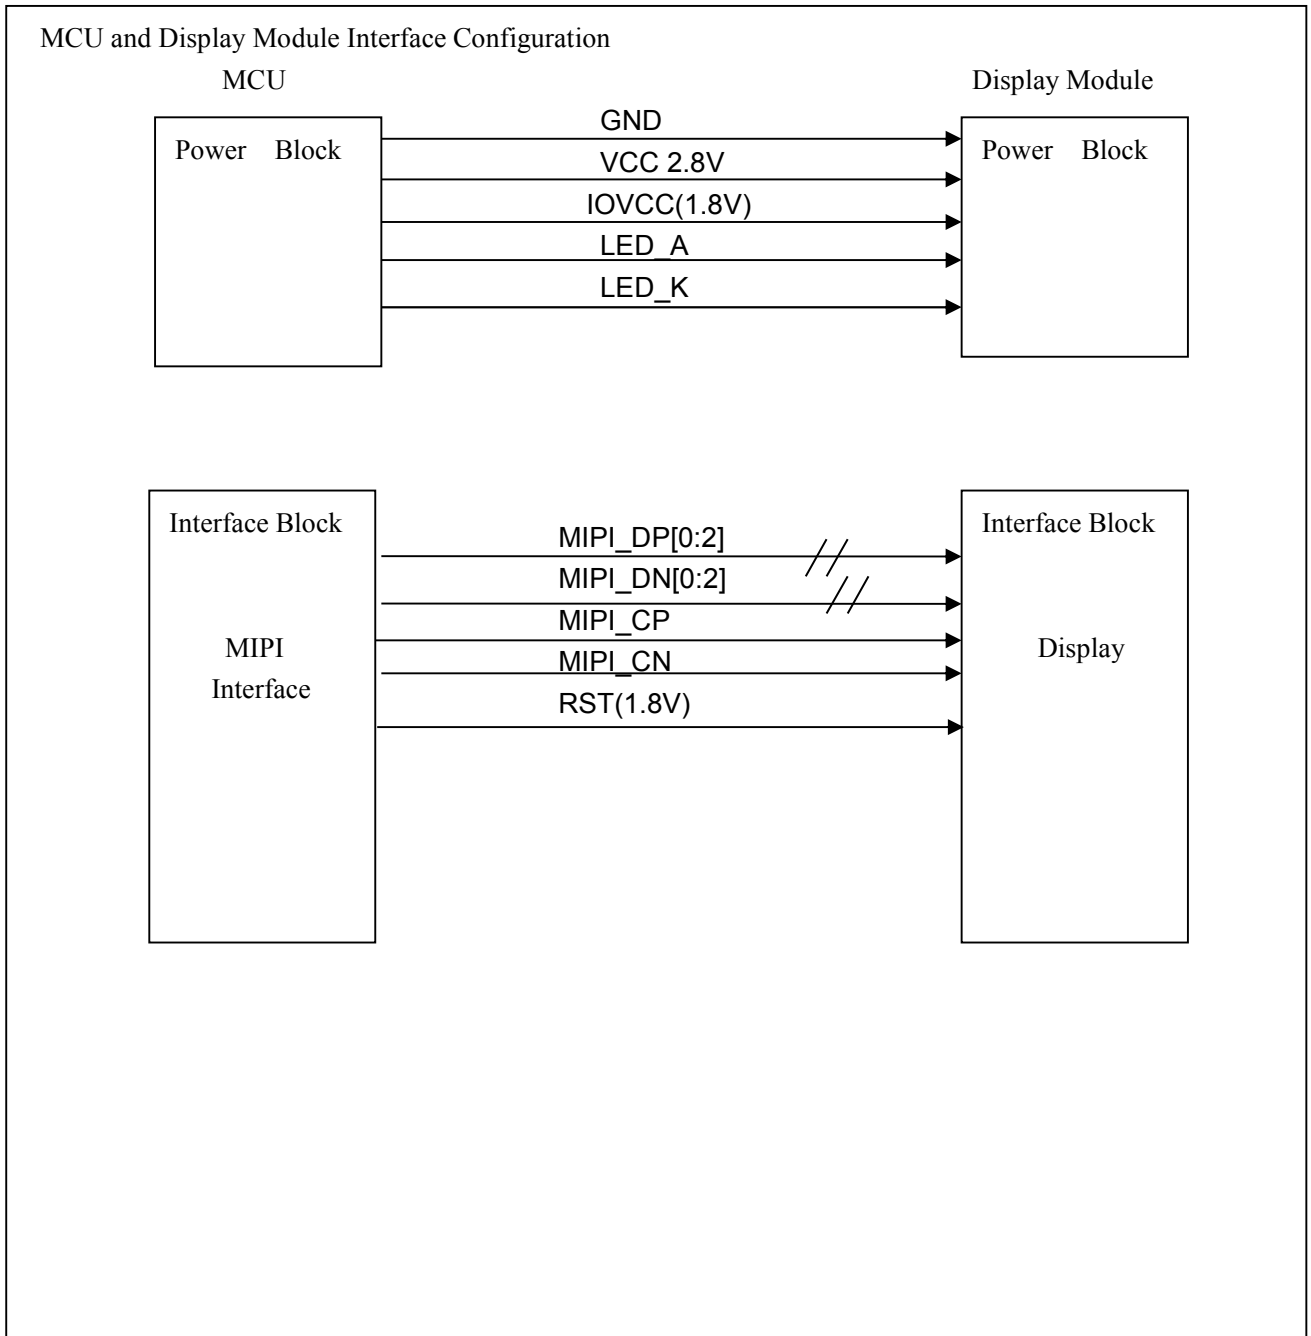 MCU and Display Module Interface Configuration
MCU
Display Module
Power Block
GND
VCC 2.8V
IOVCC(1.8V)
LED_A
LED_K
Power Block
Interface Block
MIPI
Interface
MIPI_DP[0:2]
MIPI_DN[0:2]
MIPI_CP
MIPI_CN
RST(1.8V)
Interface Block
Display